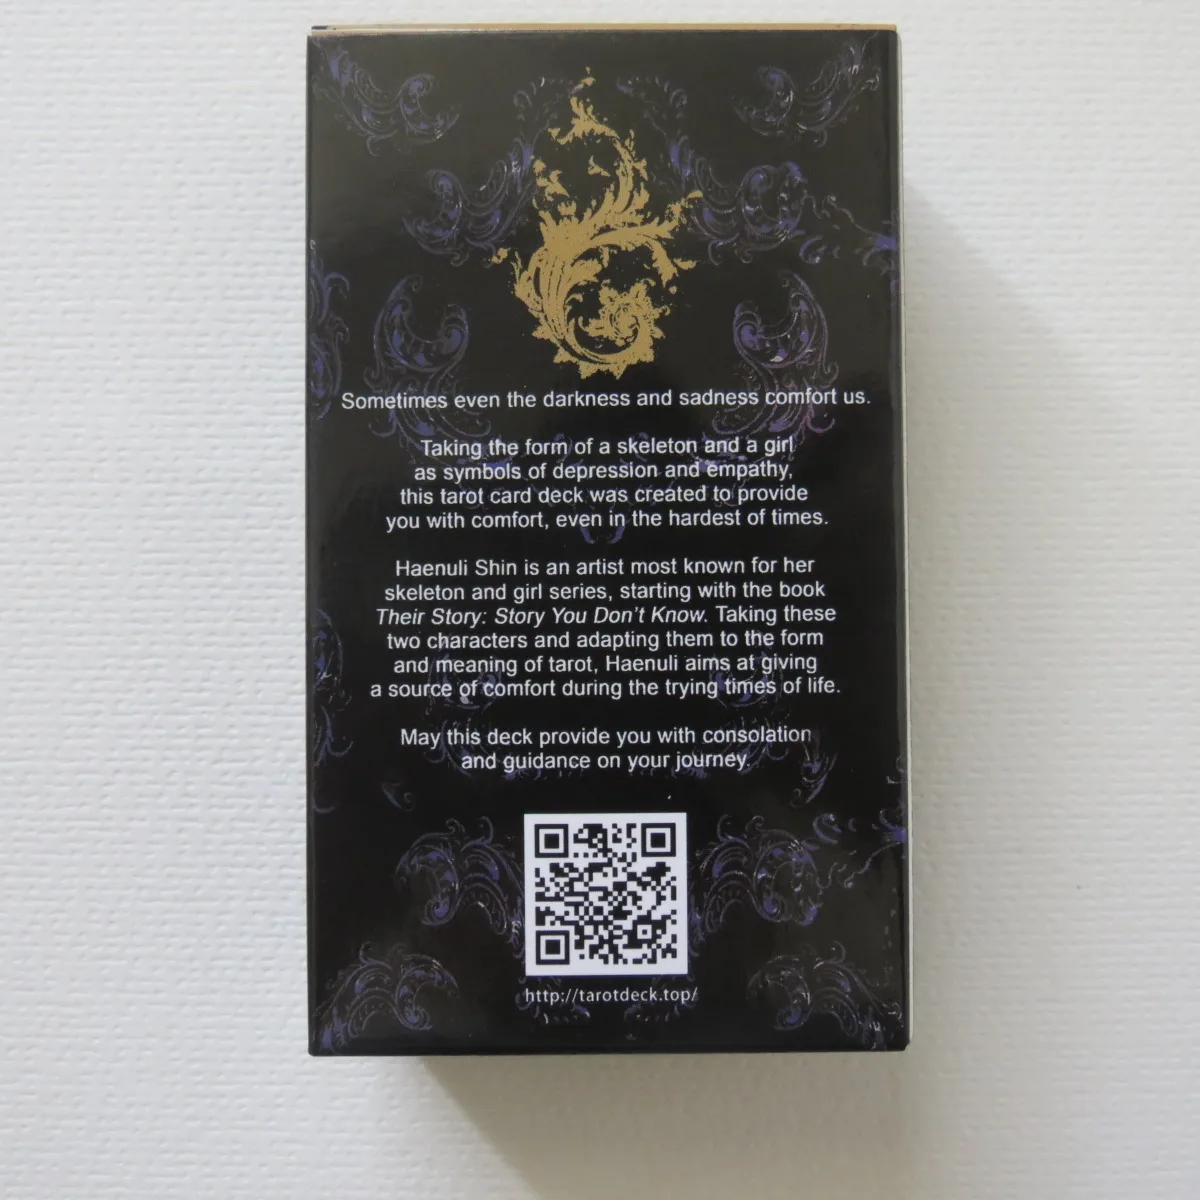 Sometimes even the darkness and sadness comfort us.
Taking the form of a skeleton and a girl
as symbols of depression and empathy,
this tarot card deck was created to provide
you with comfort, even in the hardest of times.
Haenuli Shin is an artist most known for her
skeleton and girl series, starting with the book
Their Story: Story You Don't Know. Taking these
two characters and adapting them to the form
and meaning of tarot, Haenuli aims at giving
a source of comfort during the trying times of life.
May this deck provide you with consolation
and guidance on your journey.
http://tarotdeck.top/